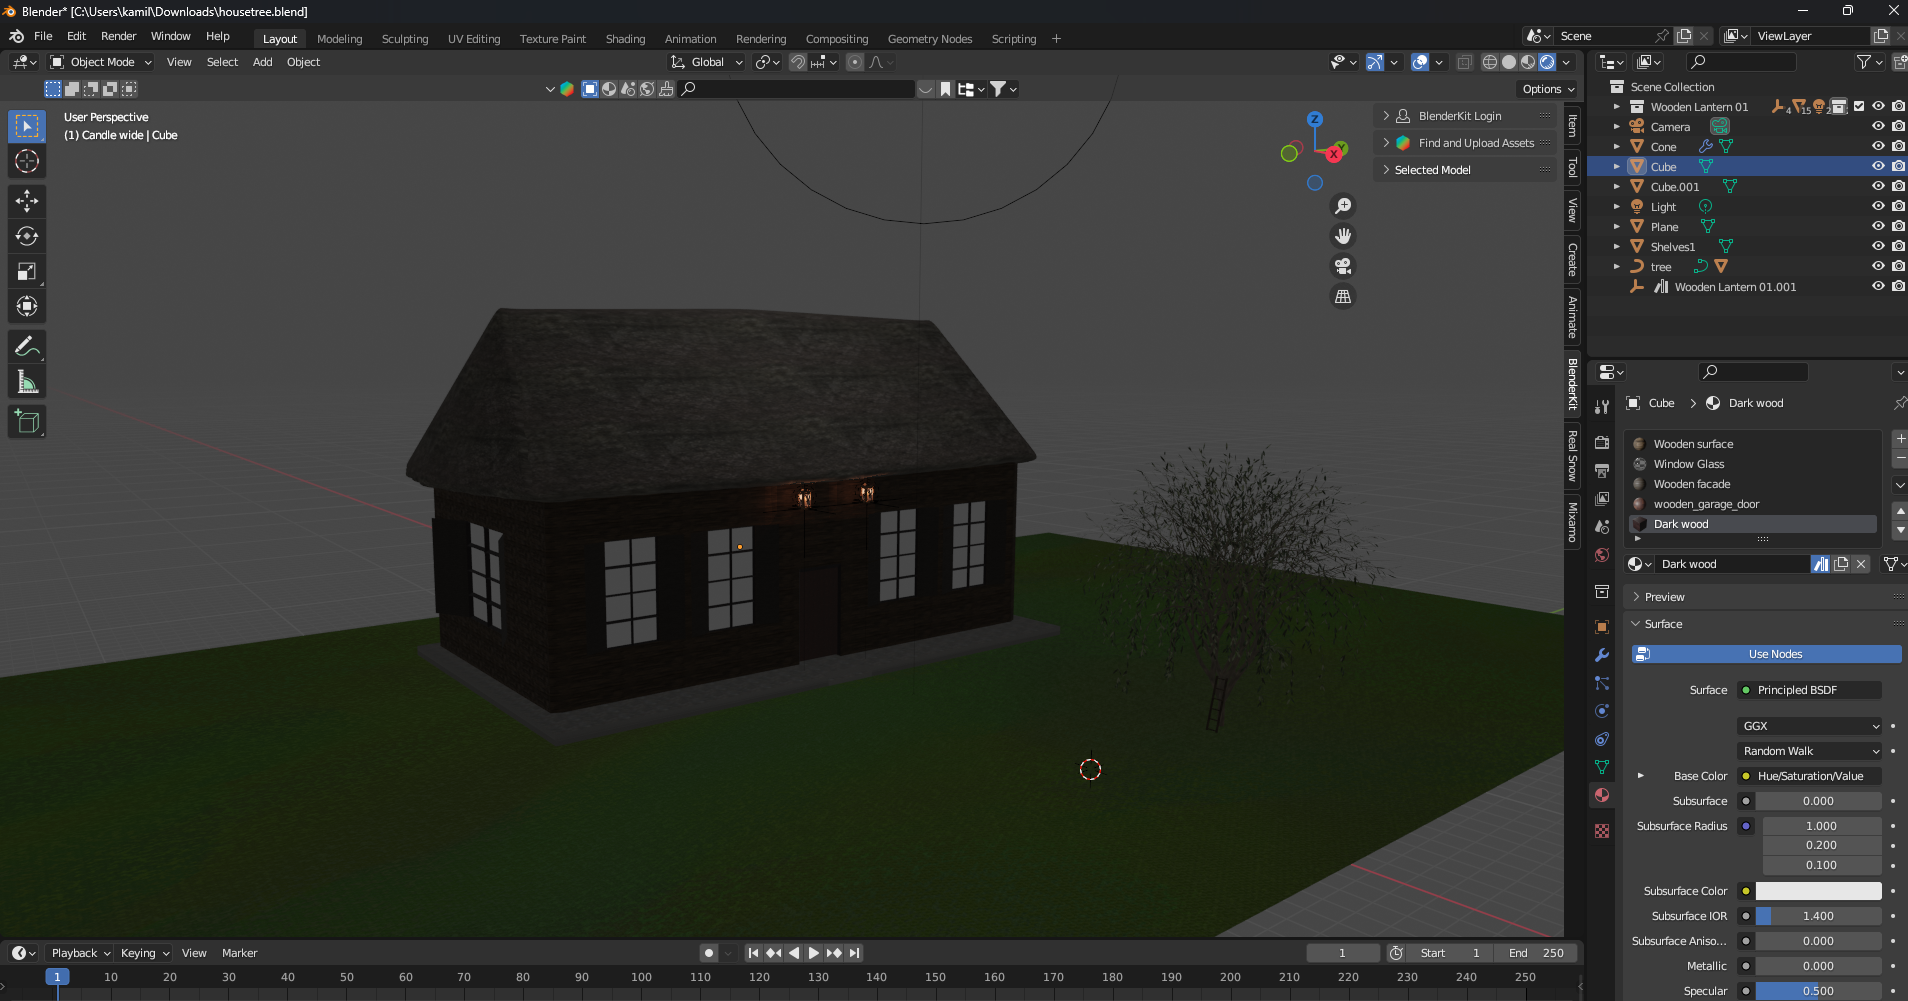 Blender* [C:\Users\kamil\Downloads\housetree.blend]
File Edit Render Window Help
Layout Modeling Sculpting UV Editing Texture Paint Shading Animation Rendering Compositing Geometry Nodes Scripting +
Scene
ViewLayer
Object Mode View Select Add Object
Global
Options
User Perspective
(1) Candle wide | Cube
Z
Y
X
BlenderKit Login
Find and Upload Assets
Selected Model
Item
Tool
View
Create
Animate
BlenderKit
Real Snow
Mixamo
Scene Collection
Wooden Lantern 01 4 15 2
Camera
Cone
Cube
Cube.001
Light
Plane
Shelves1
tree
Wooden Lantern 01.001
Cube > Dark wood
Wooden surface
Window Glass
Wooden facade
wooden_garage_door
Dark wood
Dark wood
Preview
Surface
Use Nodes
Surface Principled BSDF
GGX
Random Walk
Base Color Hue/Saturation/Value
Subsurface 0.000
Subsurface Radius 1.000
0.200
0.100
Subsurface Color
Subsurface IOR 1.400
Subsurface Aniso... 0.000
Metallic 0.000
Specular 0.500
Playback Keying View Marker
1 Start 1 End 250
1 10 20 30 40 50 60 70 80 90 100 110 120 130 140 150 160 170 180 190 200 210 220 230 240 250